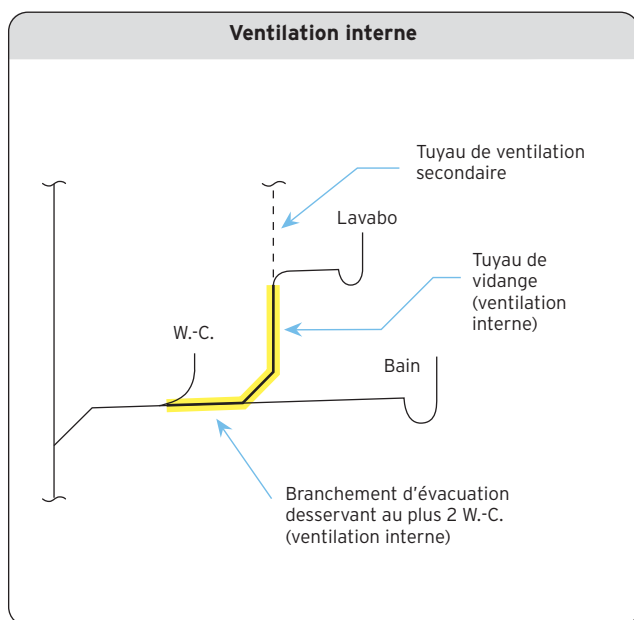 Ventilation interne
Tuyau de ventilation
secondaire
Lavabo
Tuyau de
vidange
(ventilation
interne)
W.-C.
Bain
Branchement d'évacuation
desservant au plus 2 W.-C.
(ventilation interne)